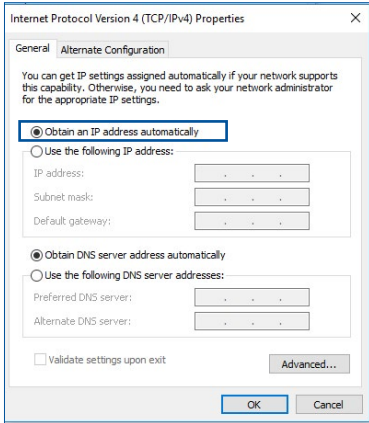 Internet Protocol Version 4 (TCP/IPv4) Properties
General
Alternate Configuration
You can get IP settings assigned automatically if your network supports
this capability. Otherwise, you need to ask your network administrator
for the appropriate IP settings.
Obtain an IP address automatically
Use the following IP address:
IP address:
Subnet mask:
Default gateway:
Obtain DNS server address automatically
Use the following DNS server addresses:
Preferred DNS server:
Alternate DNS server:
Validate settings upon exit
Advanced...
OK
Cancel